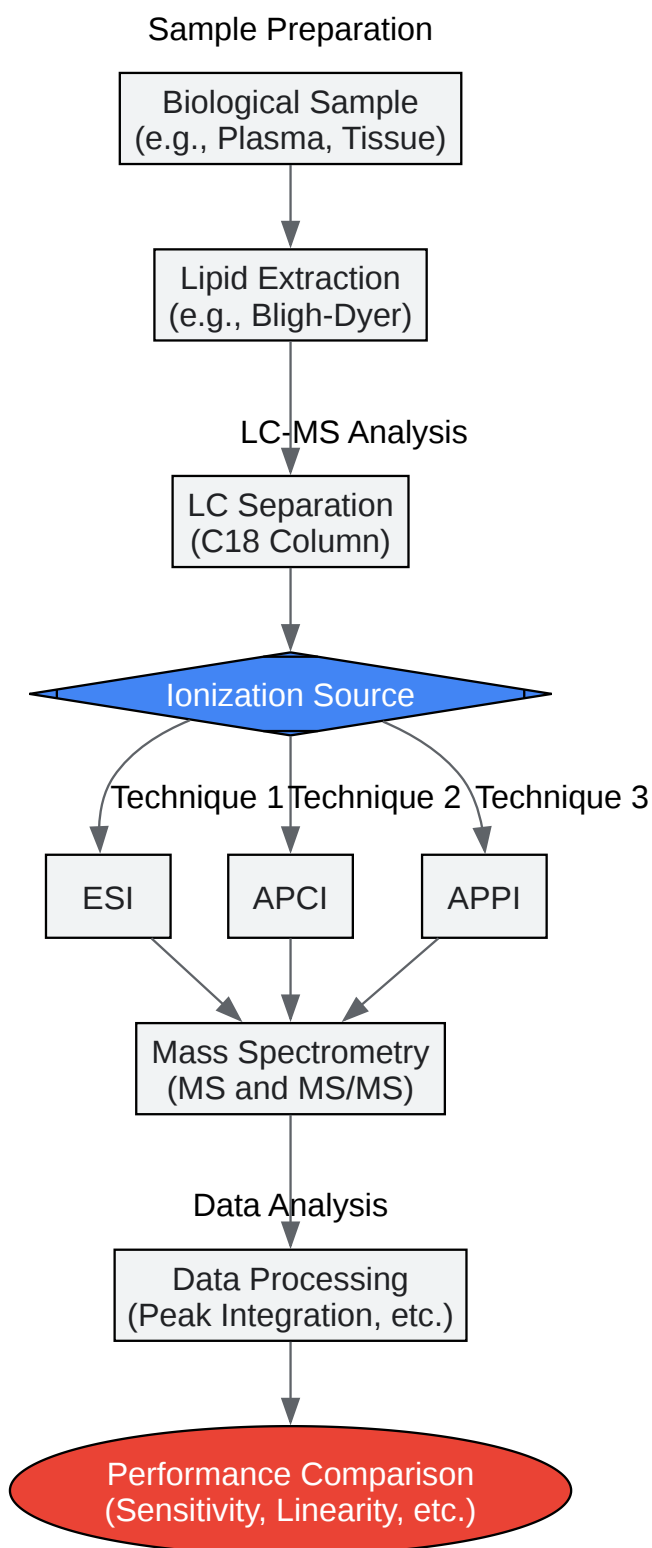 Sample Preparation
Biological Sample
(e.g., Plasma, Tissue)
Lipid Extraction
(e.g., Bligh-Dyer)
LC-MS Analysis
LC Separation
(C18 Column)
Ionization Source
Technique 1
Technique 2
Technique 3
ESI
APCI
APPI
Mass Spectrometry
(MS and MS/MS)
Data Analysis
Data Processing
(Peak Integration, etc.)
Performance Comparison
(Sensitivity, Linearity, etc.)